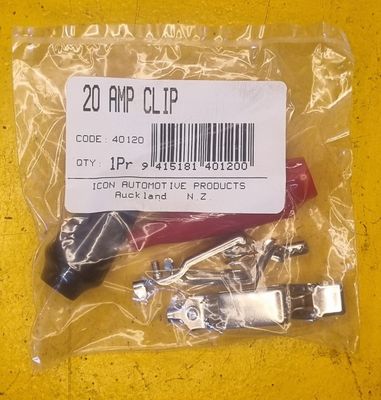 20 AMP CLIP
CODE: 40120
QTY: 1Pr 9 415181 401200
ICON AUTOMOTIVE PRODUCTS
Auckland N.Z.